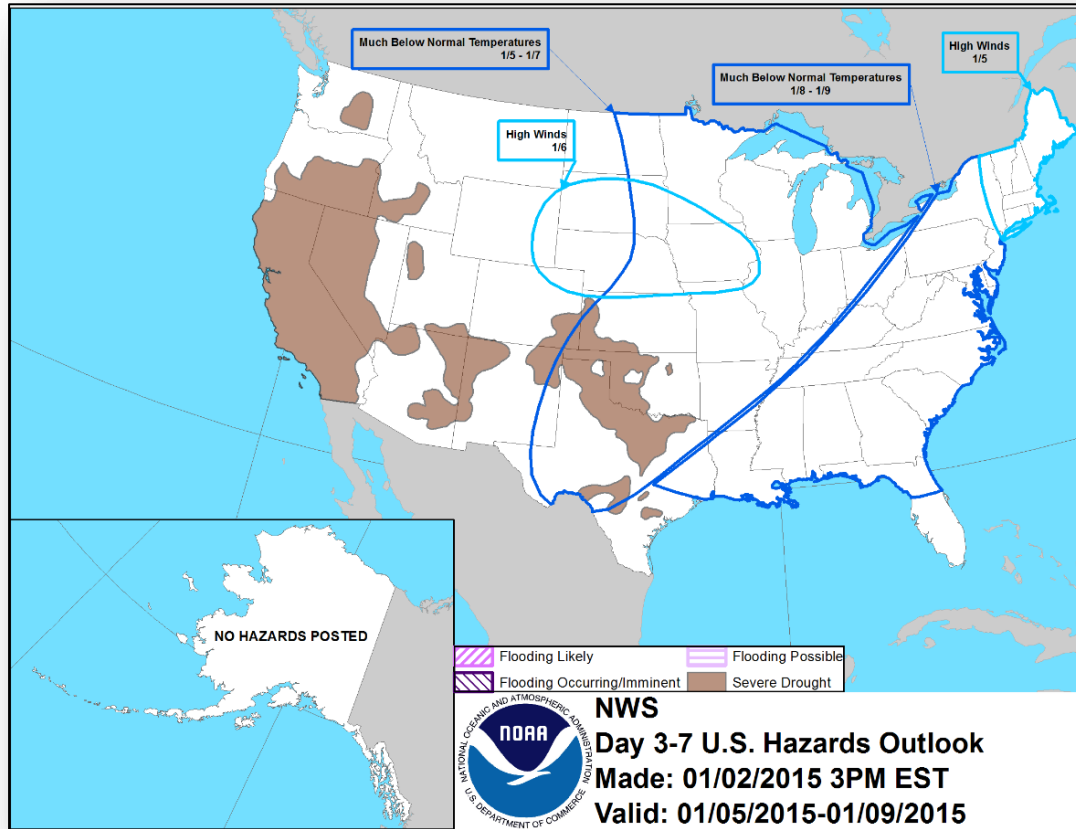 Much Below Normal Temperatures
1/5 - 1/7
High Winds
1/5
Much Below Normal Temperatures
1/8 - 1/9
High Winds
1/6
NO HAZARDS POSTED
Flooding Likely
Flooding Possible
Flooding Occurring/Imminent
Severe Drought
NATIONAL OCEANIC AND ATMOSPHERIC ADMINISTRATION
NOAA
U.S. DEPARTMENT OF COMMERCE
NWS
Day 3-7 U.S. Hazards Outlook
Made: 01/02/2015 3PM EST
Valid: 01/05/2015-01/09/2015